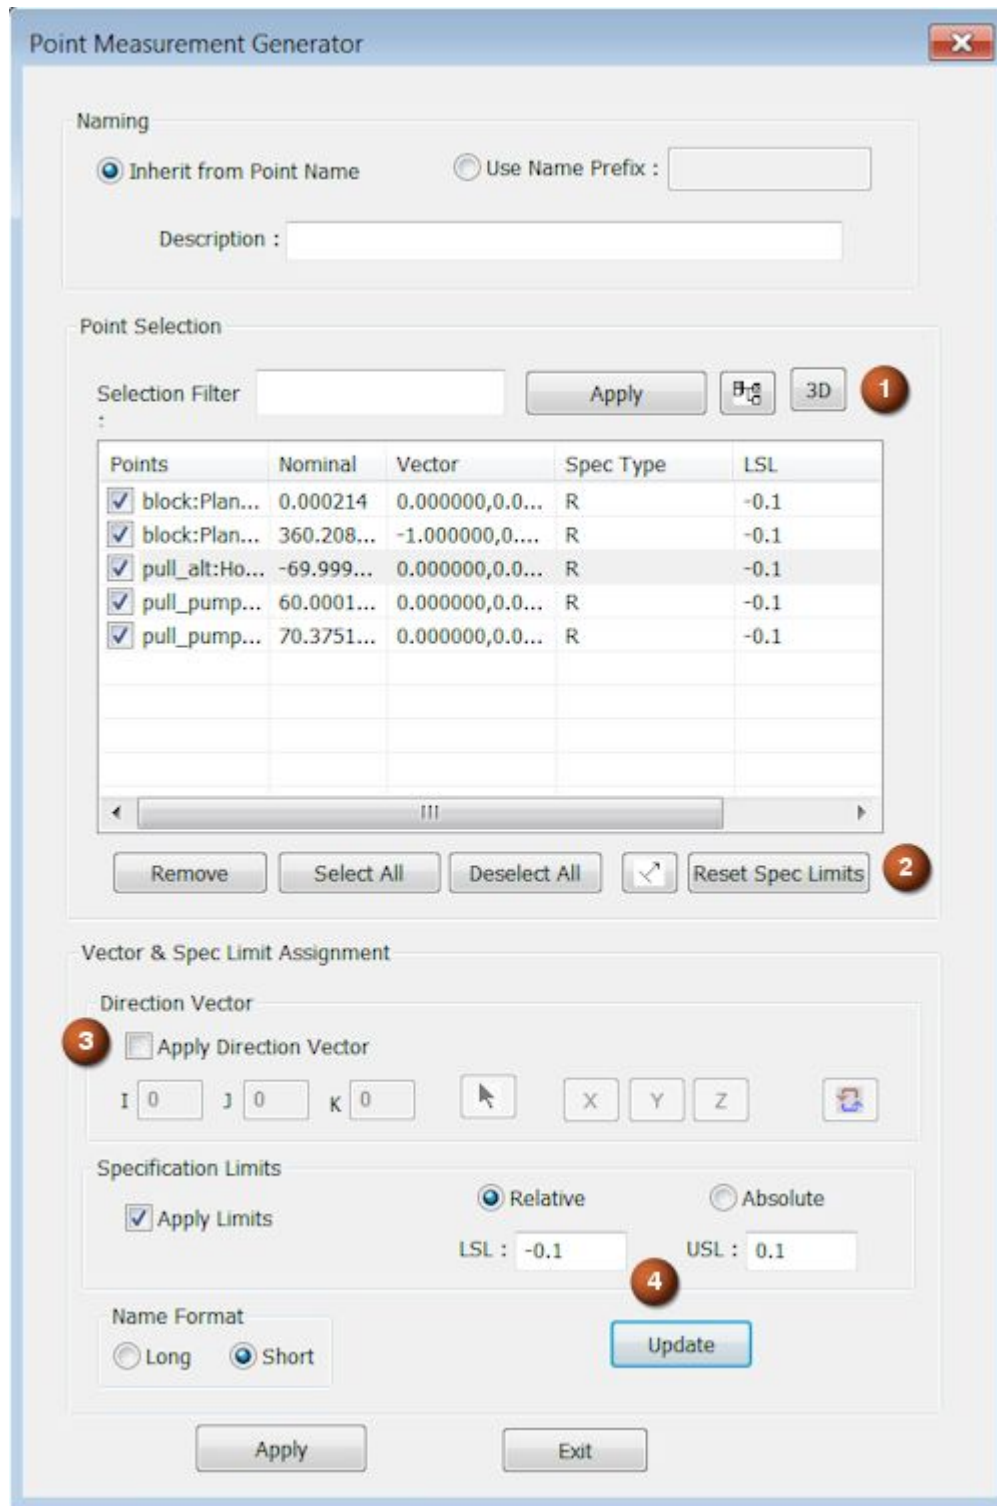 Point Measurement Generator
Naming
Inherit from Point Name Use Name Prefix :
Description :
Point Selection
Selection Filter : Apply 3D 1
Points Nominal Vector Spec Type LSL
block:Plan... 0.000214 0.000000,0.0... R -0.1
block:Plan... 360.208... -1.000000,0.... R -0.1
pull_alt:Ho... -69.999... 0.000000,0.0... R -0.1
pull_pump... 60.0001... 0.000000,0.0... R -0.1
pull_pump... 70.3751... 0.000000,0.0... R -0.1
Remove Select All Deselect All Reset Spec Limits 2
Vector & Spec Limit Assignment
Direction Vector
3 Apply Direction Vector
I 0 J 0 K 0 X Y Z
Specification Limits
Apply Limits Relative Absolute
LSL : -0.1 USL : 0.1
4
Name Format
Long Short Update
Apply Exit